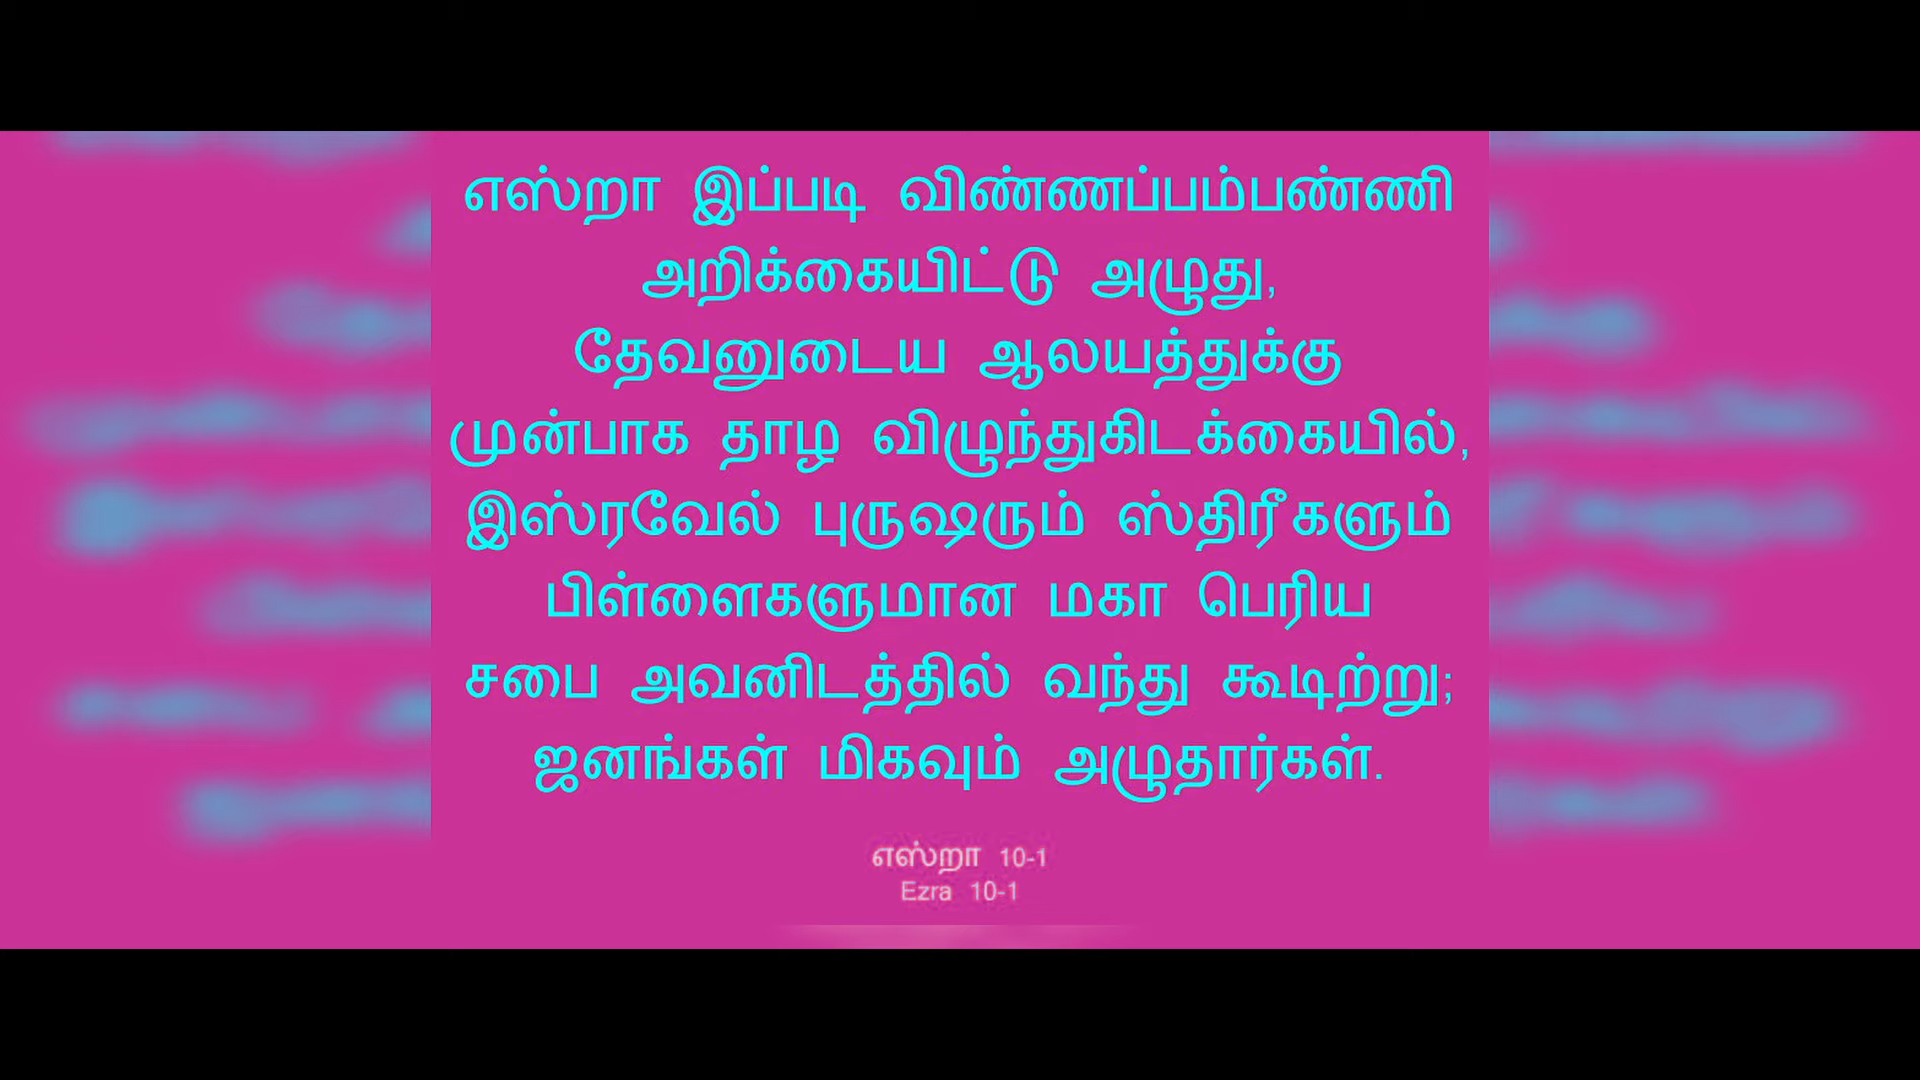 எஸ்றா இப்படி விண்ணப்பம்பண்ணி
அறிக்கையிட்டு அழுது,
தேவனுடைய ஆலயத்துக்கு
முன்பாக தாழ விழுந்துகிடக்கையில்,
இஸ்ரவேல் புருஷரும் ஸ்திரீகளும்
பிள்ளைகளுமான மகா பெரிய
சபை அவனிடத்தில் வந்து கூடிற்று;
ஜனங்கள் மிகவும் அழுதார்கள்.
எஸ்றா 10-1
Ezra 10-1